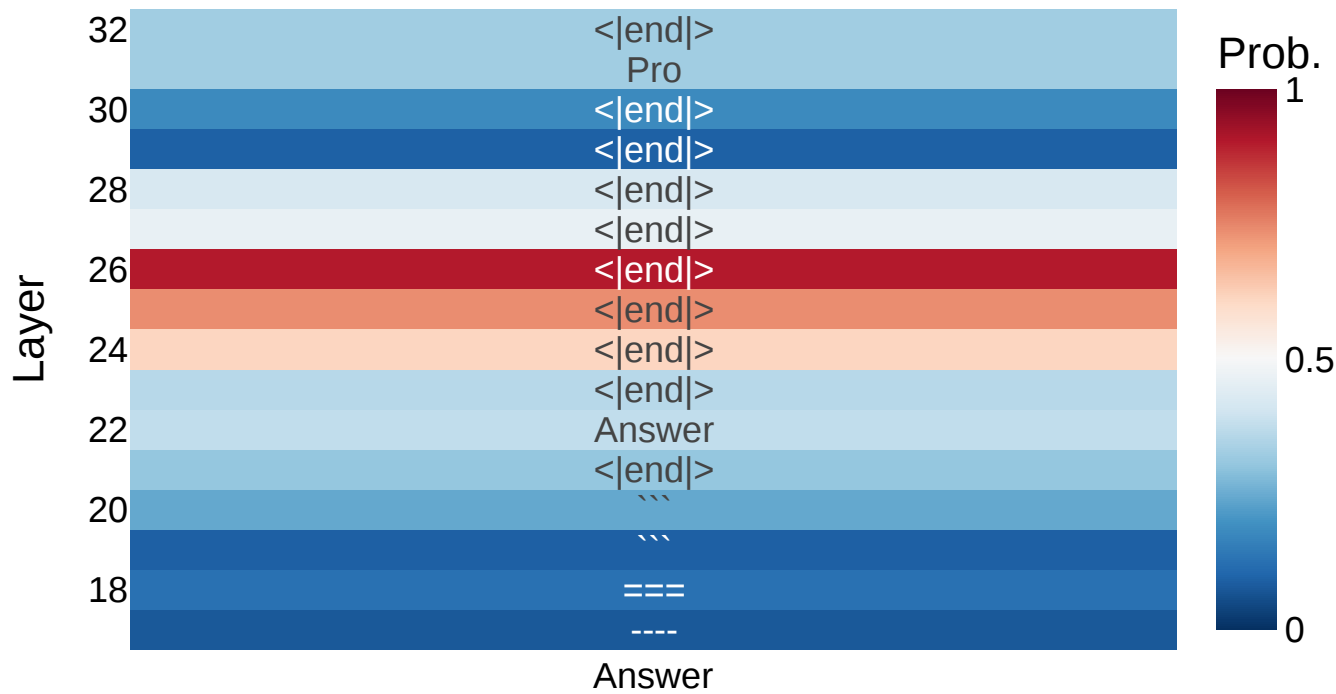 32 <|end|>
Prob.
Pro
1
30 <|end|>
<|end|>
28 <|end|>
<|end|>
26 <|end|>
Layer
<|end|>
24 <|end|>
0.5
<|end|>
22 Answer
<|end|>
20 ```
```
18 ===
----
0
Answer